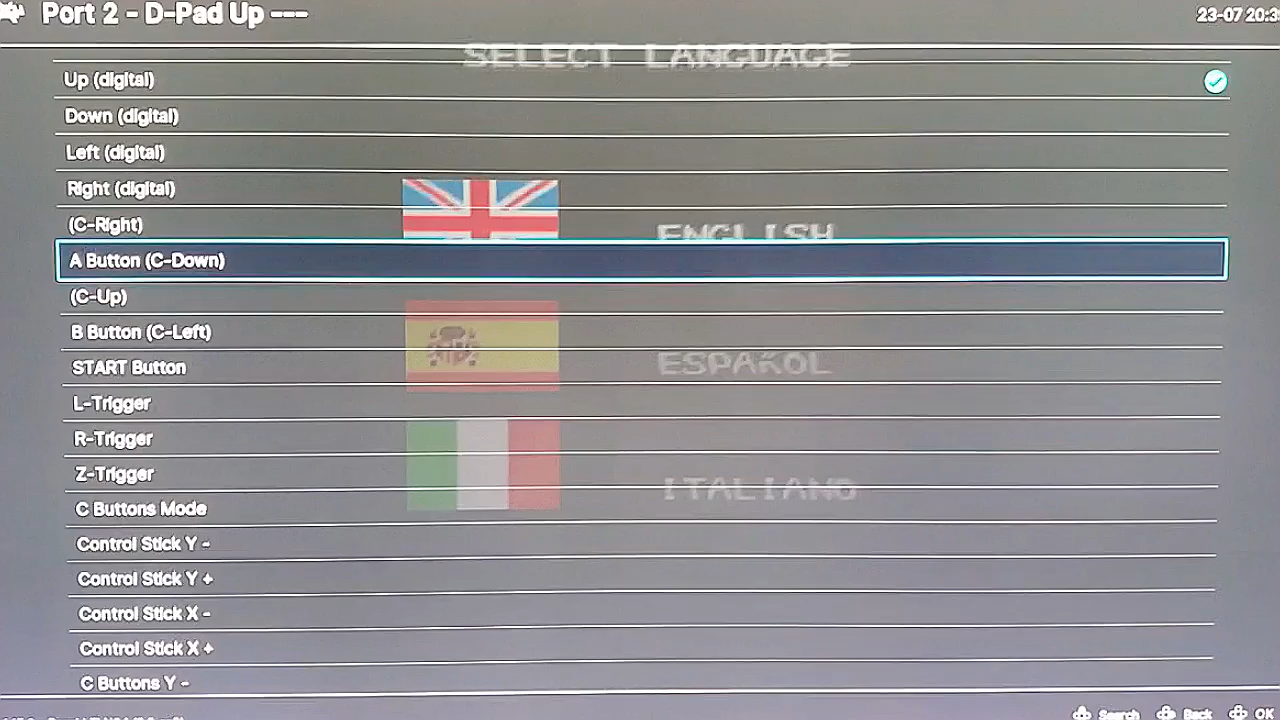 Port 2 - D-Pad Up ---
23-07 20:3
SELECT LANGUAGE
Up (digital)
Down (digital)
Left (digital)
Right (digital)
(C-Right)
ENGLISH
A Button (C-Down)
(C-Up)
B Button (C-Left)
ESPAÑOL
START Button
L-Trigger
R-Trigger
Z-Trigger
ITALIANO
C Buttons Mode
Control Stick Y -
Control Stick Y +
Control Stick X -
Control Stick X +
C Buttons Y -
Search Back OK